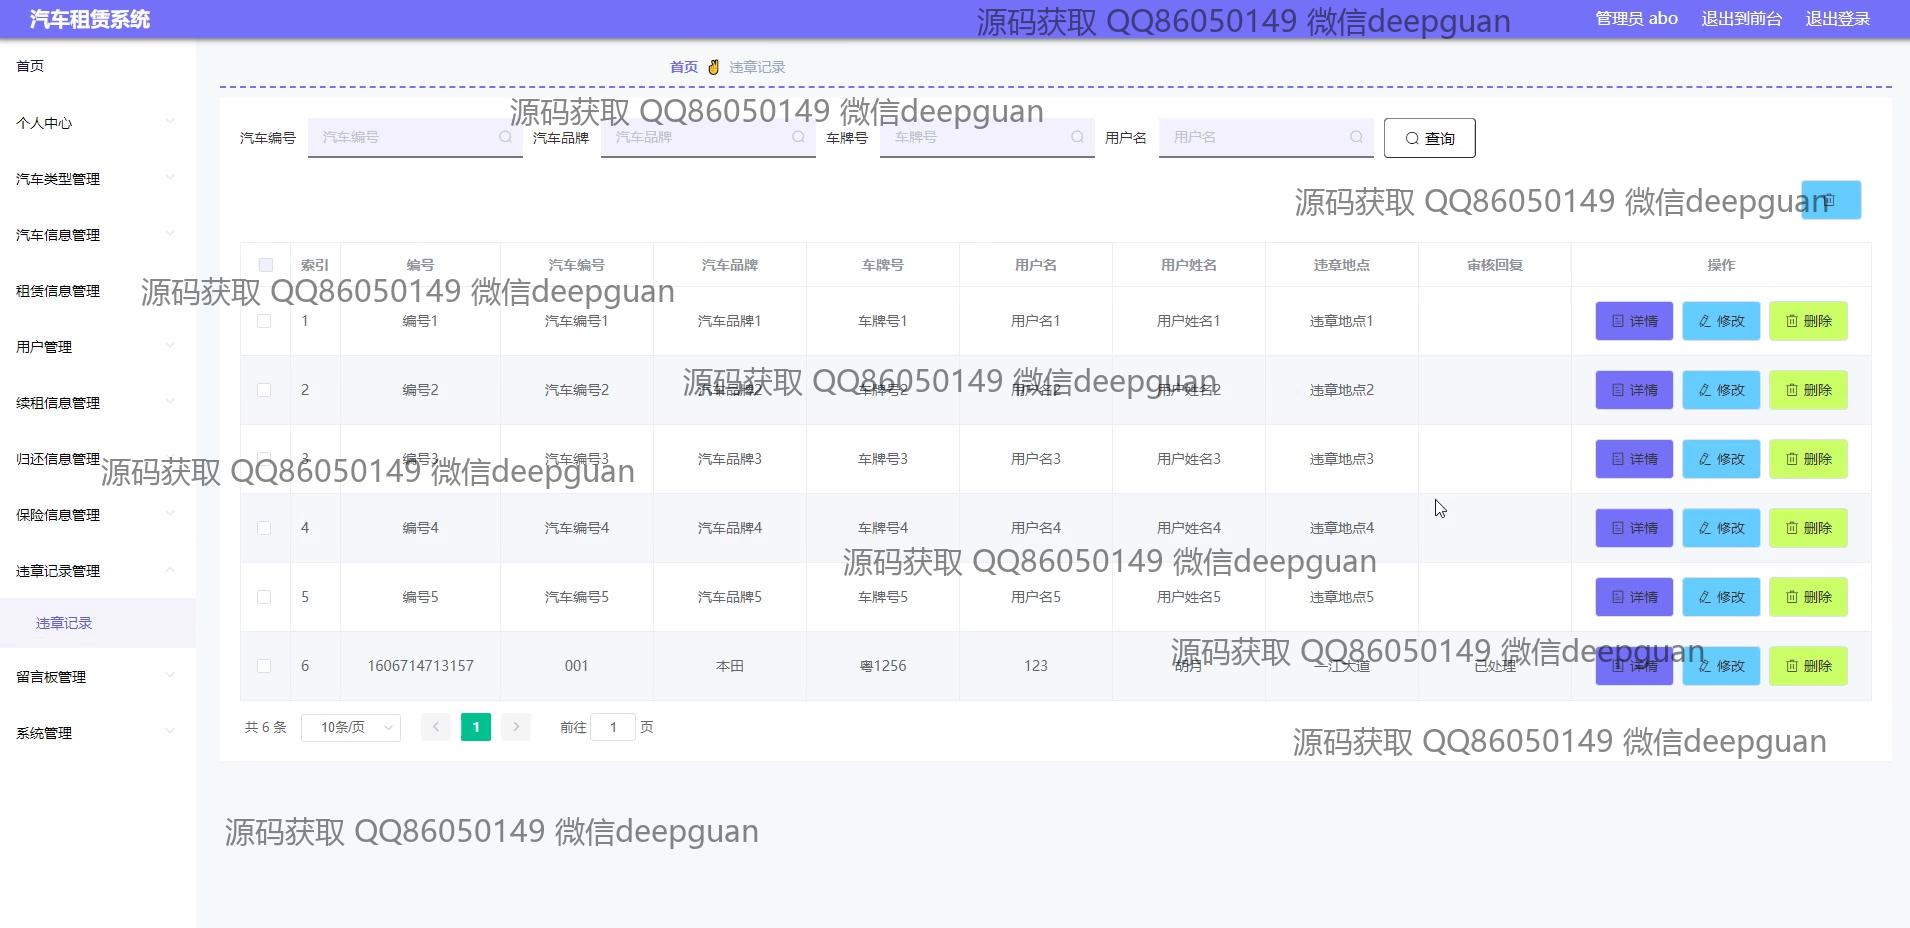 汽车租赁系统
源码获取 QQ86050149 微信deepguan
管理员 abo 退出到前台 退出登录
首页
个人中心
汽车类型管理
汽车信息管理
租赁信息管理
用户管理
续租信息管理
归还信息管理
保险信息管理
违章记录管理
违章记录
留言板管理
系统管理
首页 违章记录
源码获取 QQ86050149 微信deepguan
汽车编号 汽车编号 汽车品牌 汽车品牌 车牌号 车牌号 用户名 用户名 查询
源码获取 QQ86050149 微信deepguan
索引 编号 汽车编号 汽车品牌 车牌号 用户名 用户姓名 违章地点 审核回复 操作
源码获取 QQ86050149 微信deepguan
1 编号1 汽车编号1 汽车品牌1 车牌号1 用户名1 用户姓名1 违章地点1 详情 修改 删除
源码获取 QQ86050149 微信deepguan
2 编号2 汽车编号2 汽车品牌2 车牌号2 用户名2 用户姓名2 违章地点2 详情 修改 删除
3 编号3 汽车编号3 汽车品牌3 车牌号3 用户名3 用户姓名3 违章地点3 详情 修改 删除
源码获取 QQ86050149 微信deepguan
4 编号4 汽车编号4 汽车品牌4 车牌号4 用户名4 用户姓名4 违章地点4 详情 修改 删除
源码获取 QQ86050149 微信deepguan
5 编号5 汽车编号5 汽车品牌5 车牌号5 用户名5 用户姓名5 违章地点5 详情 修改 删除
源码获取 QQ86050149 微信deepguan
6 1606714713157 001 本田 粤1256 123 胡月 一江大道 已处理 详情 修改 删除
共 6 条 10条/页 1 前往 1 页
源码获取 QQ86050149 微信deepguan
源码获取 QQ86050149 微信deepguan